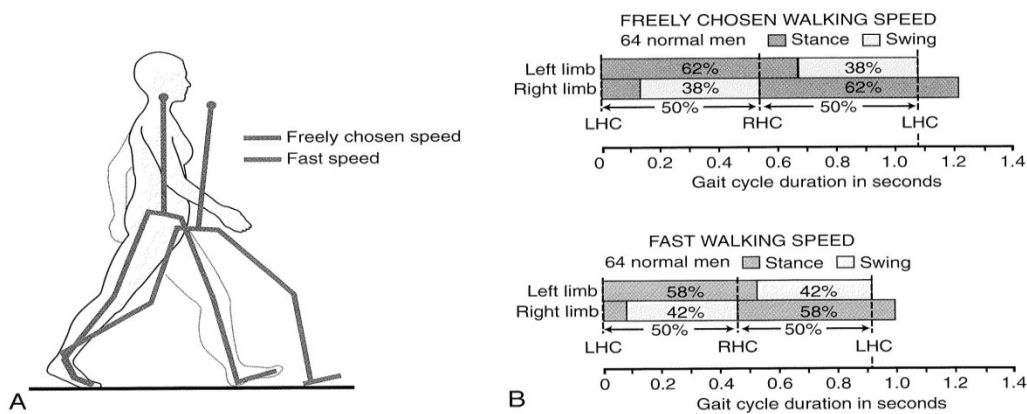 Freely chosen speed
Fast speed
A
FREELY CHOSEN WALKING SPEED
64 normal men Stance Swing
Left limb 62% 38%
Right limb 38% 62%
50% 50%
LHC RHC LHC
0 0.2 0.4 0.6 0.8 1.0 1.2 1.4
Gait cycle duration in seconds
FAST WALKING SPEED
64 normal men Stance Swing
Left limb 58% 42%
Right limb 42% 58%
50% 50%
LHC RHC LHC
0 0.2 0.4 0.6 0.8 1.0 1.2 1.4
Gait cycle duration in seconds
B